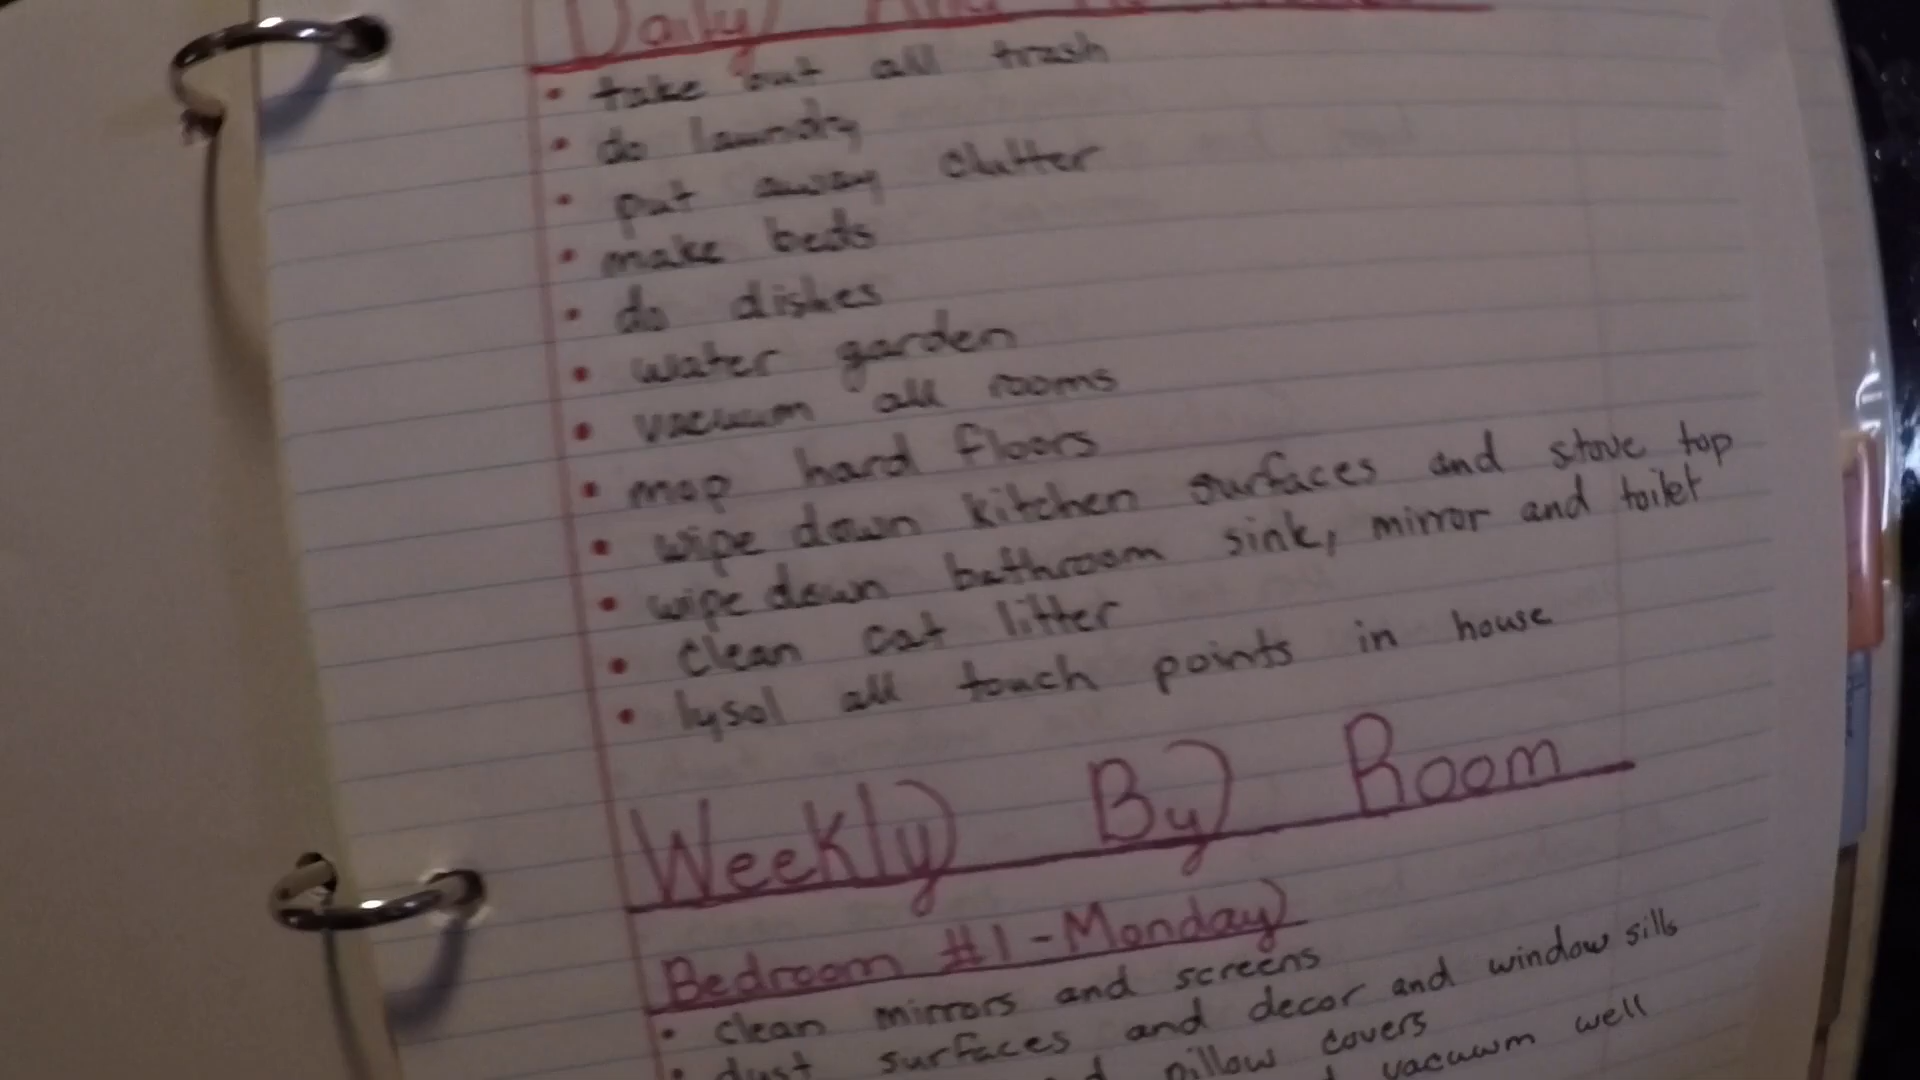 Daily
• take out all trash
• do laundry
• put away clutter
• make beds
• do dishes
• water garden
• vacuum all rooms
• mop hard floors
• wipe down kitchen surfaces and stove top
• wipe down bathroom sink, mirror and toilet
• clean cat litter
• lysol all touch points in house
Weekly By Room
Bedroom #1 - Monday
• clean mirrors and screens
• dust surfaces and decor and window sills
pillow covers
vacuum well